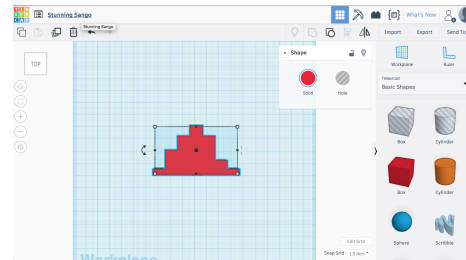 TIN
KER
CAD
Stunning Sango
What's New
Stunning Sango
Import
Export
Send To
TOP
Shape
Solid
Hole
Workplane
Ruler
Tinkercad
Basic Shapes
Box
Cylinder
Box
Cylinder
Sphere
Scribble
Edit Grid
Snap Grid
1.0 mm
Workplane